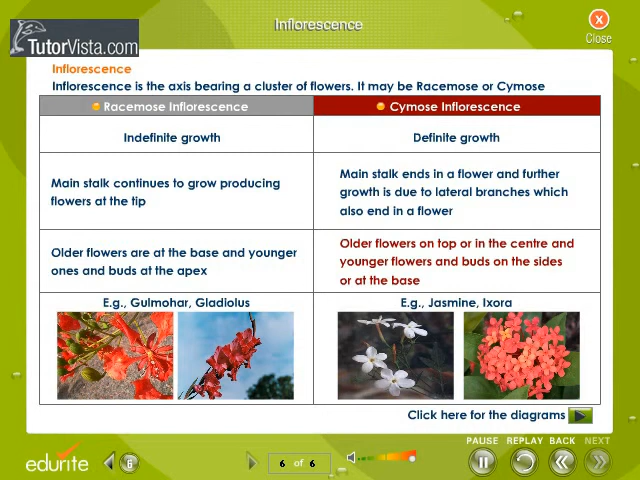 Inflorescence
Close
TutorVista.com
Inflorescence
Inflorescence is the axis bearing a cluster of flowers. It may be Racemose or Cymose
Racemose Inflorescence
Cymose Inflorescence
Indefinite growth
Definite growth
Main stalk continues to grow producing
flowers at the tip
Main stalk ends in a flower and further
growth is due to lateral branches which
also end in a flower
Older flowers are at the base and younger
ones and buds at the apex
Older flowers on top or in the centre and
younger flowers and buds on the sides
or at the base
E.g., Gulmohar, Gladiolus
E.g., Jasmine, Ixora
Click here for the diagrams
PAUSE REPLAY BACK NEXT
edurite
6
6 of 6